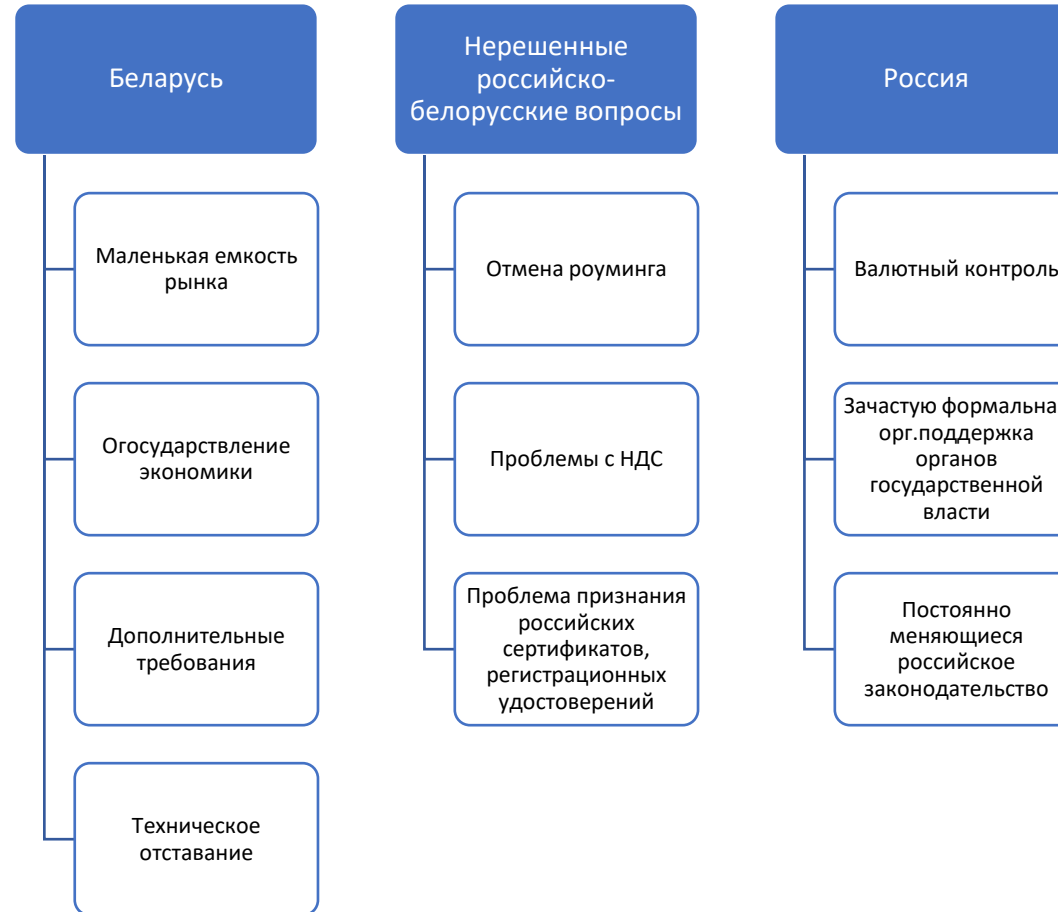 Беларусь
Маленькая емкость
рынка
Огосударствление
экономики
Дополнительные
требования
Техническое
отставание
Нерешенные
российско-
белорусские вопросы
Отмена роуминга
Проблемы с НДС
Проблема признания
российских
сертификатов,
регистрационных
удостоверений
Россия
Валютный контроль
Зачастую формальна
орг.поддержка
органов
государственной
власти
Постоянно
меняющиеся
российское
законодательство